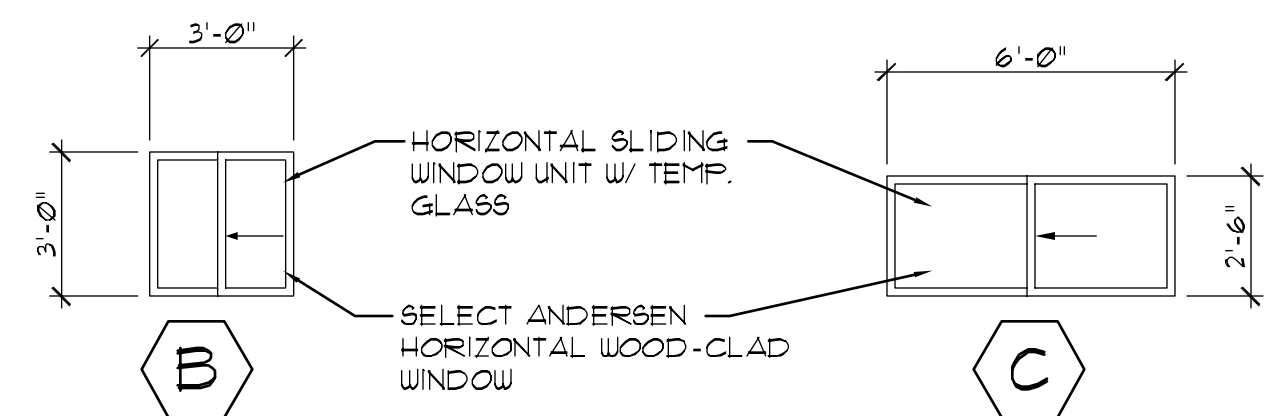 3'-0"
6'-0"
HORIZONTAL SLIDING
WINDOW UNIT W/ TEMP.
GLASS
3'-0"
2'-6"
SELECT ANDERSEN
HORIZONTAL WOOD-CLAD
WINDOW
B
C